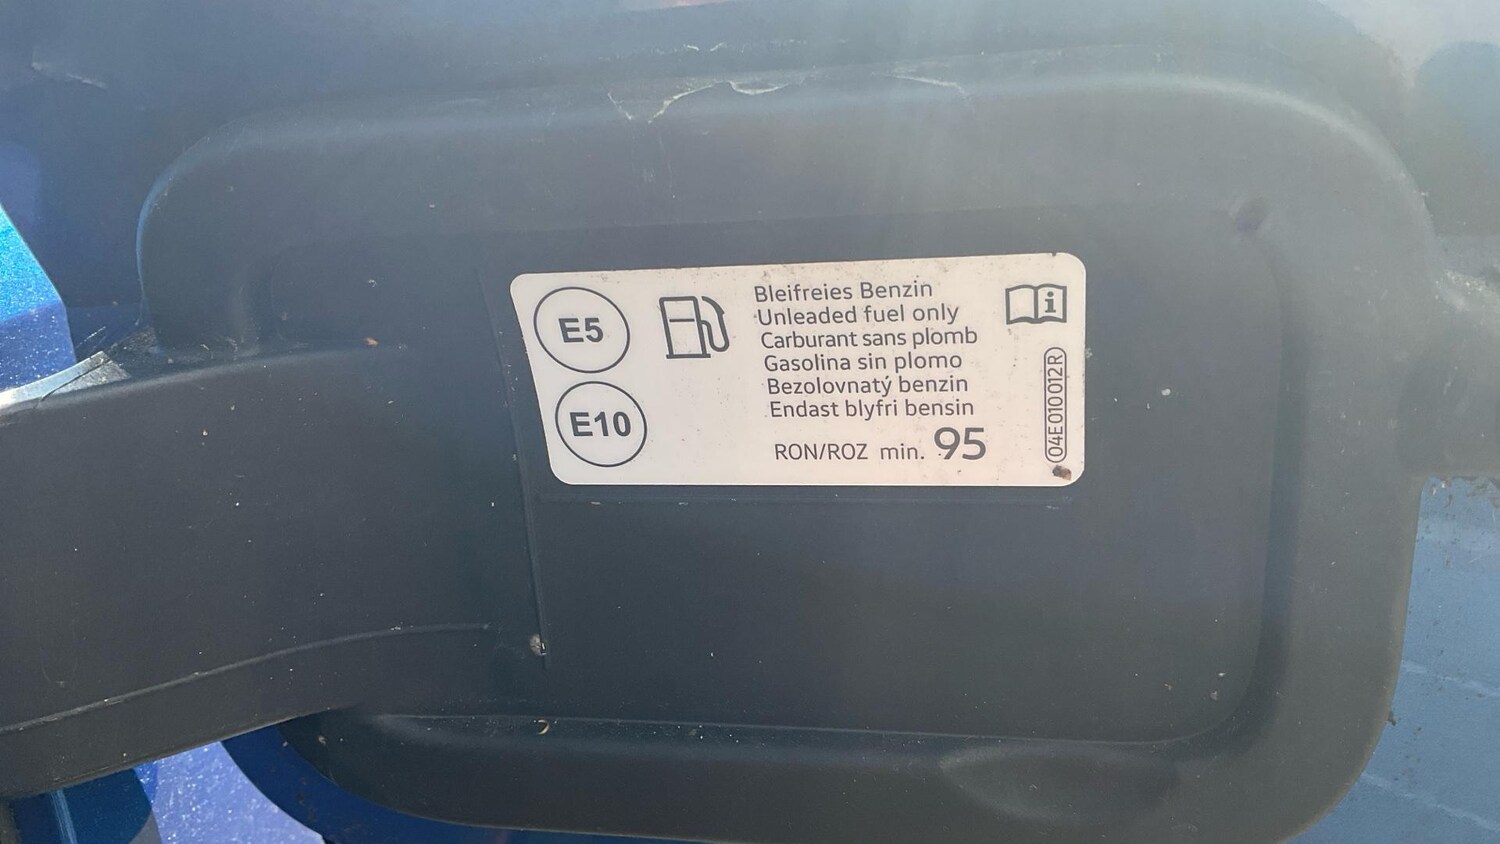 E5
E10
Bleifreies Benzin
Unleaded fuel only
Carburant sans plomb
Gasolina sin plomo
Bezolovnatý benzin
Endast blyfri bensin
RON/ROZ min. 95
i
04E010012R